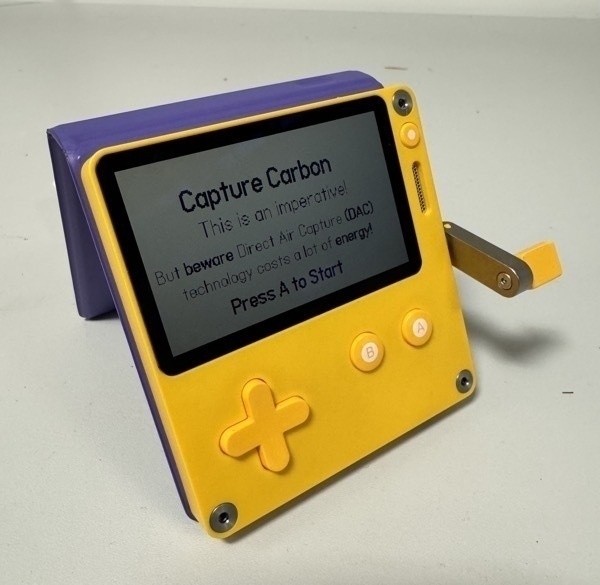 Capture Carbon
This is an imperative!
But beware Direct Air Capture (DAC)
technology costs a lot of energy!
Press A to Start
B
A